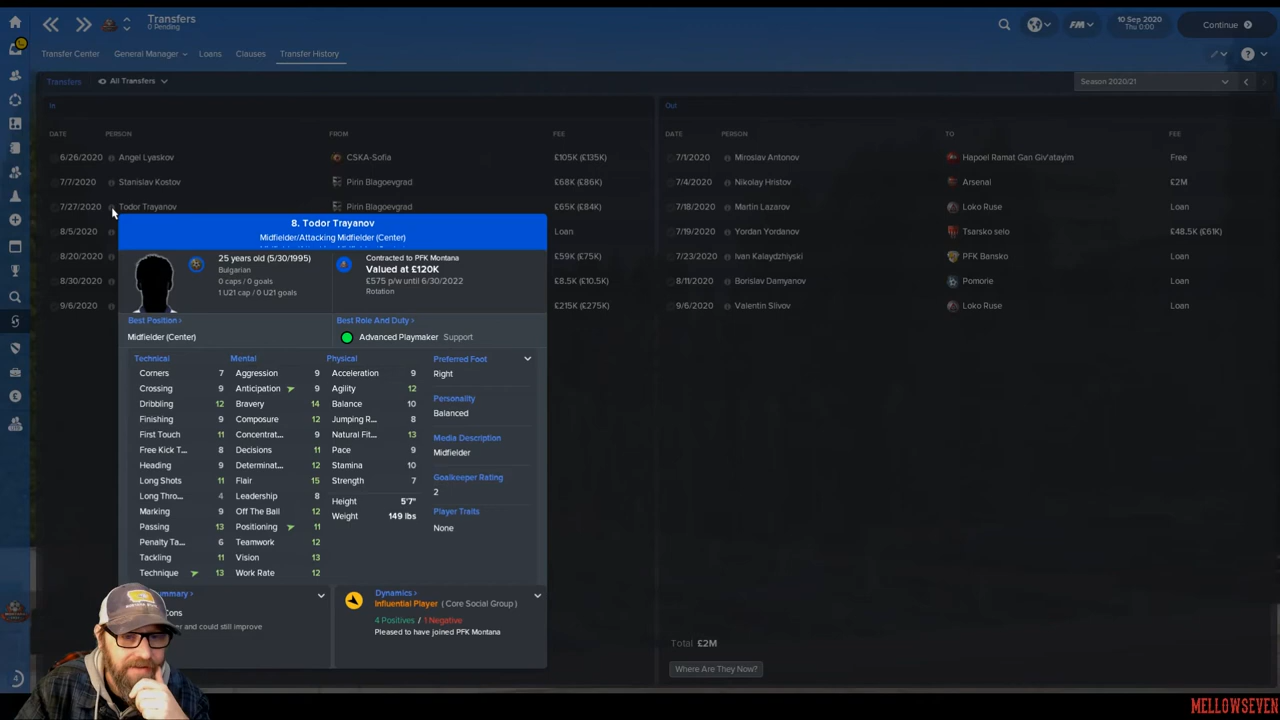 Transfers
0 Pending
10 Sep 2020
Thu 0:00
FM
Continue
Transfer Center
General Manager
Loans
Clauses
Transfer History
Transfers
All Transfers
Season 2020/21
In
Out
DATE PERSON FROM FEE
6/26/2020 Angel Lyaskov CSKA-Sofia £105K (£135K)
7/7/2020 Stanislav Kostov Pirin Blagoevgrad £68K (£86K)
7/27/2020 Todor Trayanov Pirin Blagoevgrad £65K (£84K)
8/5/2020 Loan
8/20/2020 £59K (£75K)
8/30/2020 £8.5K (£10.5K)
9/6/2020 £215K (£275K)
DATE PERSON TO FEE
7/1/2020 Miroslav Antonov Hapoel Ramat Gan Giv'atayim Free
7/4/2020 Nikolay Hristov Arsenal £2M
7/18/2020 Martin Lazarov Loko Ruse Loan
7/19/2020 Yordan Yordanov Tsarsko selo £48.5K (£61K)
7/23/2020 Ivan Kalaydzhiyski PFK Bansko Loan
8/11/2020 Borislav Damyanov Pomorie Loan
9/6/2020 Valentin Slivov Loko Ruse Loan
8. Todor Trayanov
Midfielder/Attacking Midfielder (Center)
25 years old (5/30/1995)
Bulgarian
0 caps / 0 goals
1 U21 cap / 0 U21 goals
Contracted to PFK Montana
Valued at £120K
£575 p/w until 6/30/2022
Rotation
Best Position >
Midfielder (Center)
Best Role And Duty >
Advanced Playmaker Support
Technical Mental Physical
Corners 7 Aggression 9 Acceleration 9
Crossing 9 Anticipation 9 Agility 12
Dribbling 12 Bravery 14 Balance 10
Finishing 9 Composure 12 Jumping R... 8
First Touch 11 Concentrat... 9 Natural Fit... 13
Free Kick T... 8 Decisions 11 Pace 9
Heading 9 Determinat... 12 Stamina 10
Long Shots 11 Flair 15 Strength 7
Long Thro... 4 Leadership 8
Marking 9 Off The Ball 12
Passing 13 Positioning 11
Penalty Ta... 6 Teamwork 12
Tackling 11 Vision 13
Technique 13 Work Rate 12
Height 5'7"
Weight 149 lbs
Preferred Foot
Right
Personality
Balanced
Media Description
Midfielder
Goalkeeper Rating
2
Player Traits
None
Cons
and could still improve
Dynamics >
Influential Player (Core Social Group)
4 Positives / 1 Negative
Pleased to have joined PFK Montana
Total £2M
Where Are They Now?
4
MELLOWSEVEN